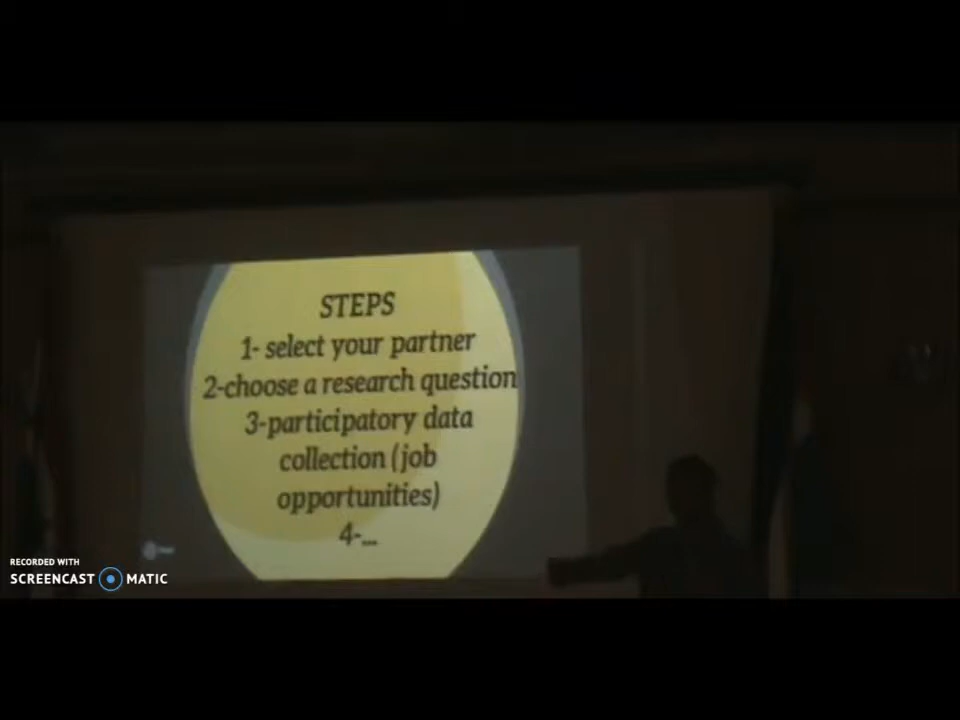 STEPS
1- select your partner
2-choose a research question
3-participatory data
collection (job
opportunities)
4-...
RECORDED WITH
SCREENCAST MATIC